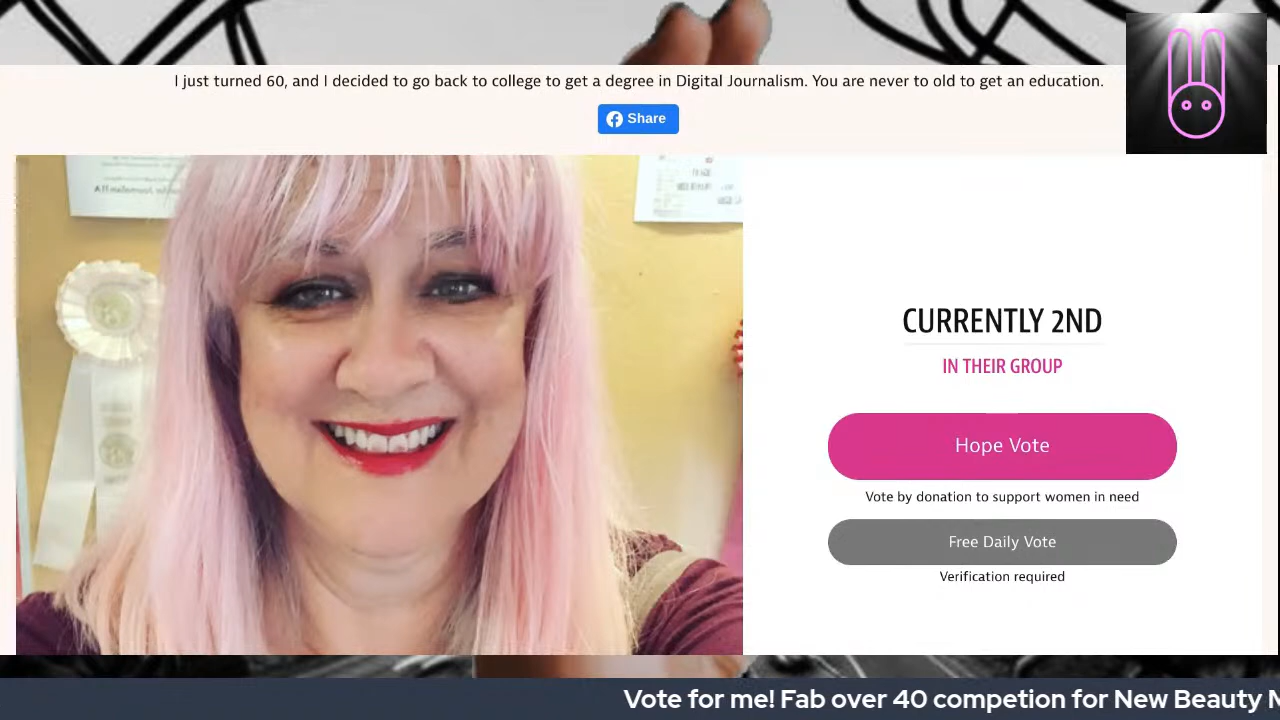 I just turned 60, and I decided to go back to college to get a degree in Digital Journalism. You are never to old to get an education.
Share
CURRENTLY 2ND
IN THEIR GROUP
Hope Vote
Vote by donation to support women in need
Free Daily Vote
Verification required
Vote for me! Fab over 40 competion for New Beauty M